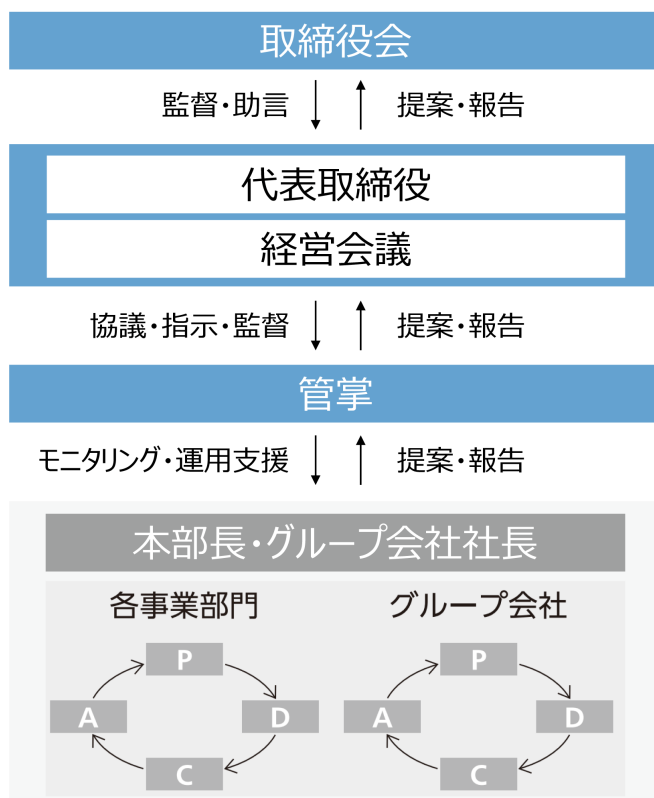 取締役会
監督・助言 提案・報告
代表取締役
経営会議
協議・指示・監督 提案・報告
管掌
モニタリング・運用支援 提案・報告
本部長・グループ会社社長
各事業部門 グループ会社
P P
A D A D
C C